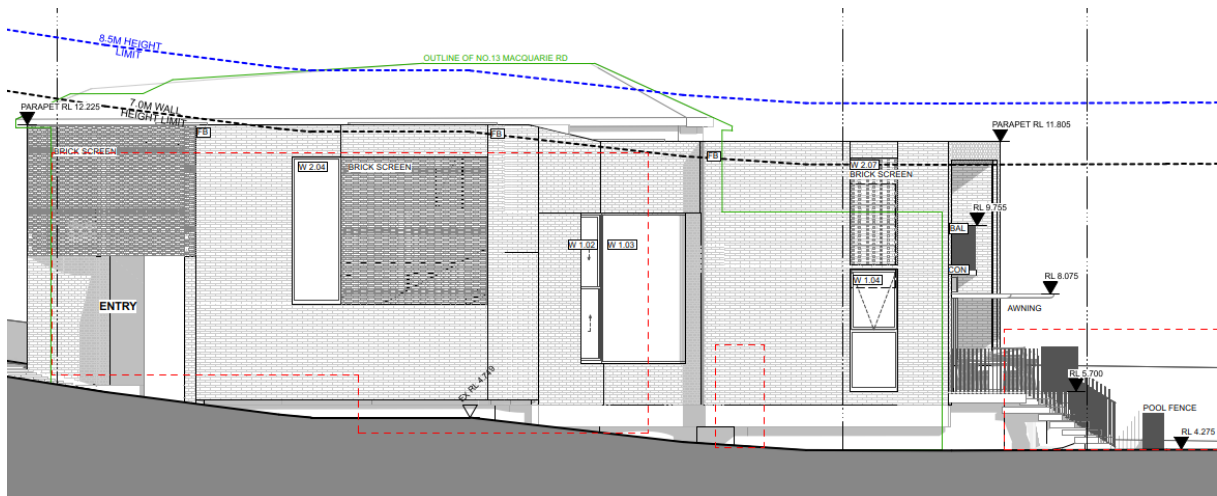 8.5M HEIGHT
LIMIT
OUTLINE OF NO.13 MACQUARIE RD
PARAPET RL 12.225
7.0M WALL
HEIGHT LIMIT
FB
FB
PARAPET RL 11.805
BRICK SCREEN
W 2.04
BRICK SCREEN
FB
W 2.07
BRICK SCREEN
RL 9.755
BAL
W 1.02
W 1.03
CON
W 1.04
RL 8.075
AWNING
ENTRY
EX RL 4.749
RL 5.700
POOL FENCE
RL 4.275